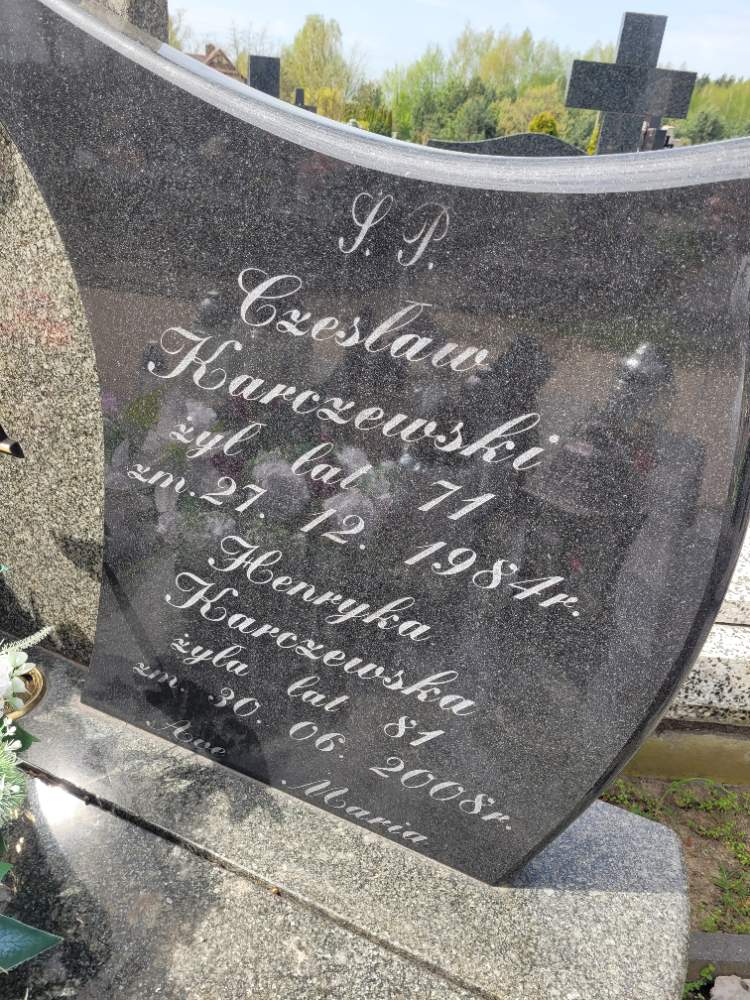 Ś. P.
Czesław
Karczewski
żył lat 71
zm. 27. 12. 1984r.
Henryka
Karczewska
żyła lat 81
zm. 30. 06. 2008r.
Ave Maria